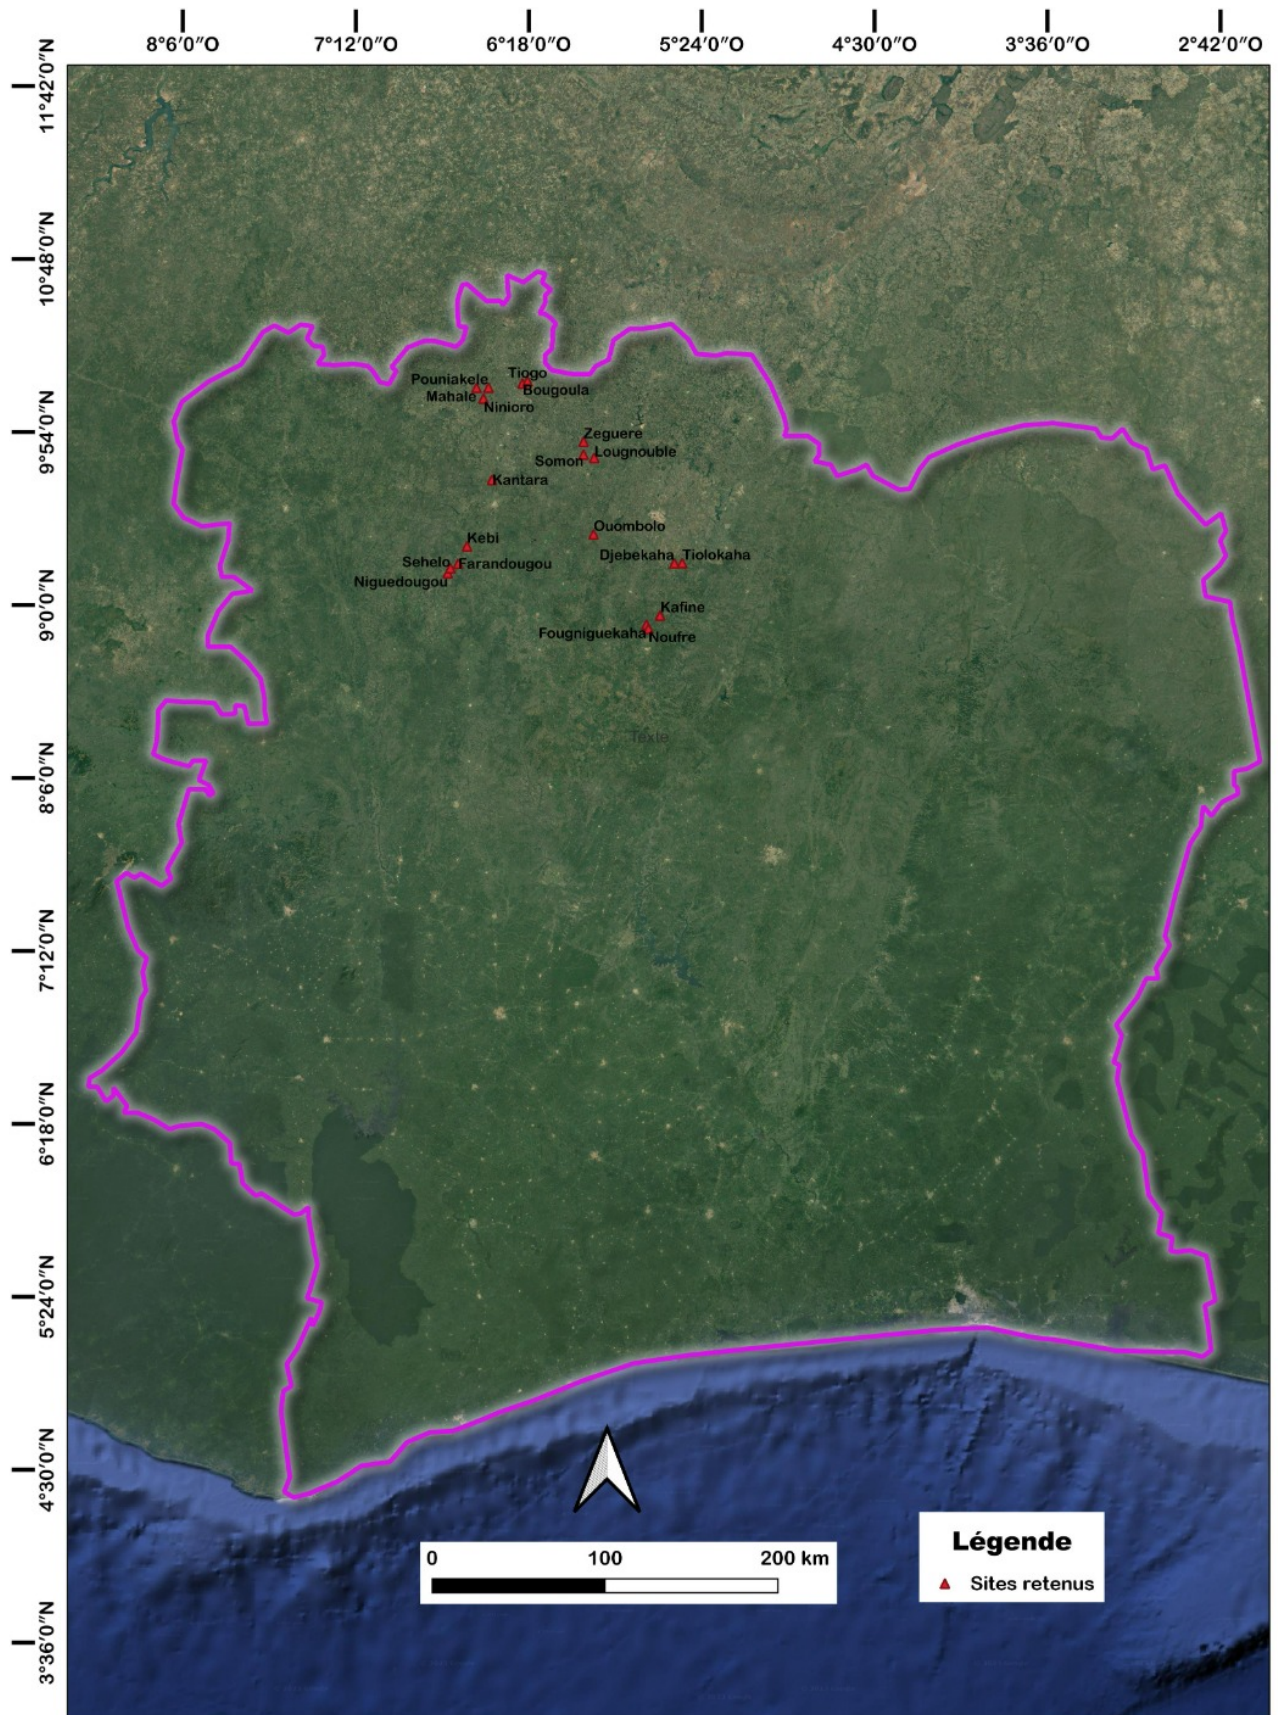 8°6′0″O
7°12′0″O
6°18′0″O
5°24′0″O
4°30′0″O
3°36′0″O
2°42′0″O
11°42′0″N
10°48′0″N
9°54′0″N
9°0′0″N
8°6′0″N
7°12′0″N
6°18′0″N
5°24′0″N
4°30′0″N
3°36′0″N
Tiogo
Pouniakele
Bougoula
Mahale
Ninioro
Zeguere
Lougnouble
Somon
Kantara
Ouombolo
Kebi
Djebekaha
Tiolokaha
Sehelo
Farandougou
Niguedougou
Kafine
Fougniguekaha
Noufre
Texte
0 100 200 km
Légende
Sites retenus